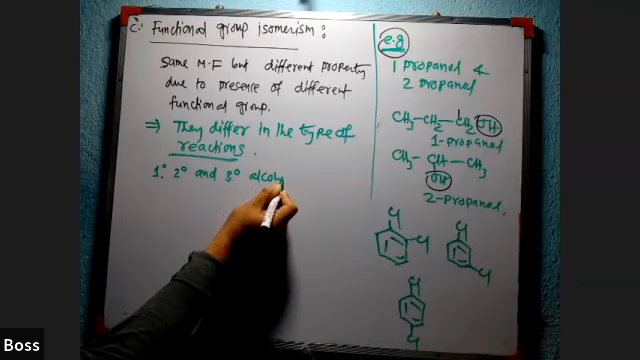 C. Functional group isomerism :
Same M.F but different property
due to presence of different
functional group.
⇒ They differ in the type of
reactions.
1°, 2° and 3° alcoh
e.g
1 propanol &
2 propanol
CH3—CH2—CH2—OH
1-propanol
CH3—CH—CH3
OH
2-propanol.
Cl
Cl
Cl
Cl
Cl
Cl
Boss